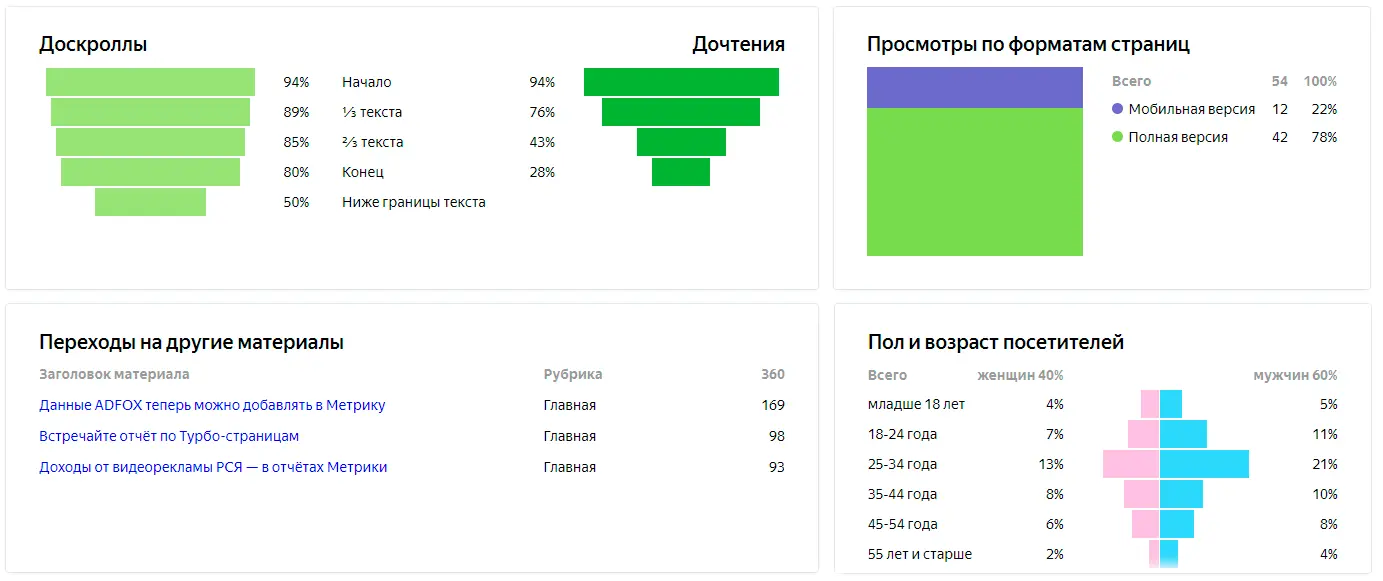 Доскроллы Дочтения
94% Начало 94%
89% ⅓ текста 76%
85% ⅔ текста 43%
80% Конец 28%
50% Ниже границы текста
Просмотры по форматам страниц
Всего 54 100%
Мобильная версия 12 22%
Полная версия 42 78%
Переходы на другие материалы
Заголовок материала Рубрика 360
Данные ADFOX теперь можно добавлять в Метрику Главная 169
Встречайте отчёт по Турбо-страницам Главная 98
Доходы от видеорекламы РСЯ — в отчётах Метрики Главная 93
Пол и возраст посетителей
Всего женщин 40% мужчин 60%
младше 18 лет 4% 5%
18-24 года 7% 11%
25-34 года 13% 21%
35-44 года 8% 10%
45-54 года 6% 8%
55 лет и старше 2% 4%